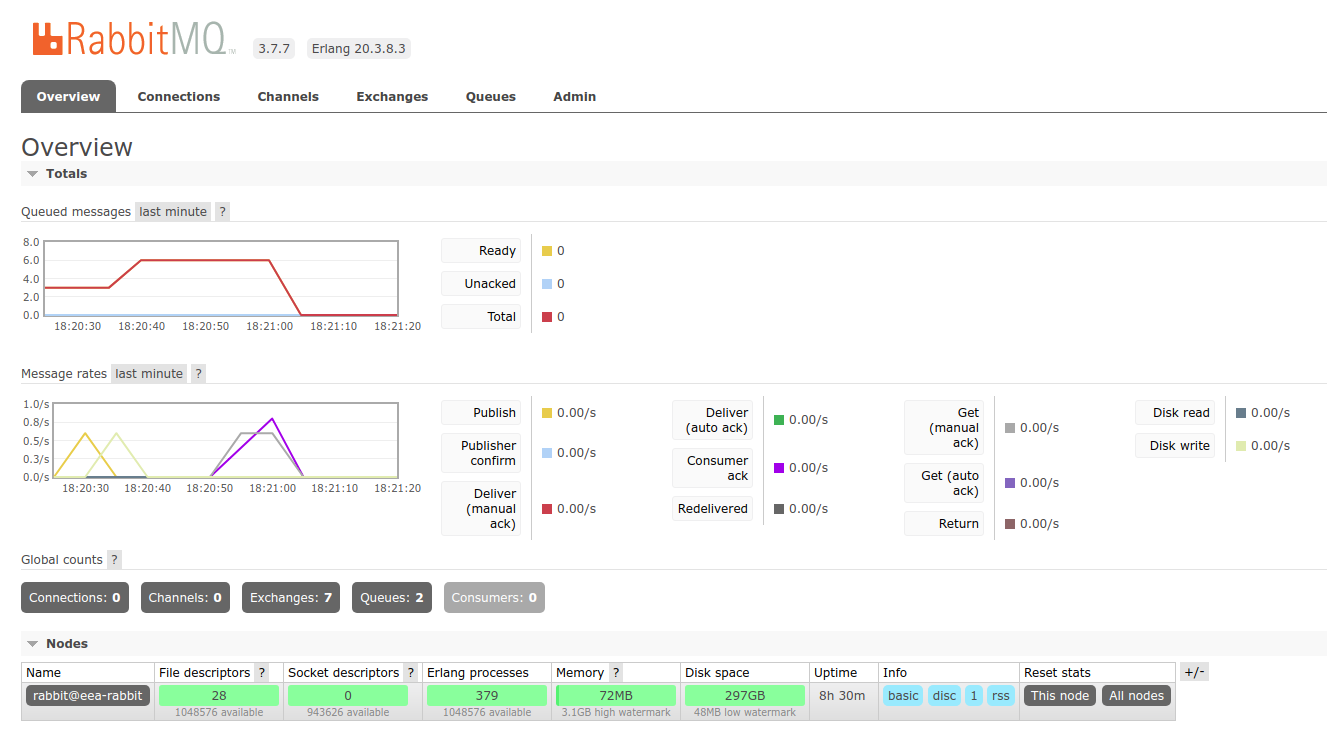 RabbitMQ TM 3.7.7 Erlang 20.3.8.3
Overview Connections Channels Exchanges Queues Admin
Overview
Totals
Queued messages last minute ?
8.0
6.0
4.0
2.0
0.0
18:20:30 18:20:40 18:20:50 18:21:00 18:21:10 18:21:20
Ready 0
Unacked 0
Total 0
Message rates last minute ?
1.0/s
0.8/s
0.5/s
0.3/s
0.0/s
18:20:30 18:20:40 18:20:50 18:21:00 18:21:10 18:21:20
Publish 0.00/s
Publisher
confirm 0.00/s
Deliver
(manual
ack) 0.00/s
Deliver
(auto ack) 0.00/s
Consumer
ack 0.00/s
Redelivered 0.00/s
Get
(manual
ack) 0.00/s
Get (auto
ack) 0.00/s
Return 0.00/s
Disk read 0.00/s
Disk write 0.00/s
Global counts ?
Connections: 0 Channels: 0 Exchanges: 7 Queues: 2 Consumers: 0
Nodes
Name File descriptors ? Socket descriptors ? Erlang processes Memory ? Disk space Uptime Info Reset stats +/-
rabbit@eea-rabbit 28 0 379 72MB 297GB 8h 30m basic disc 1 rss This node All nodes
1048576 available 943626 available 1048576 available 3.1GB high watermark 48MB low watermark